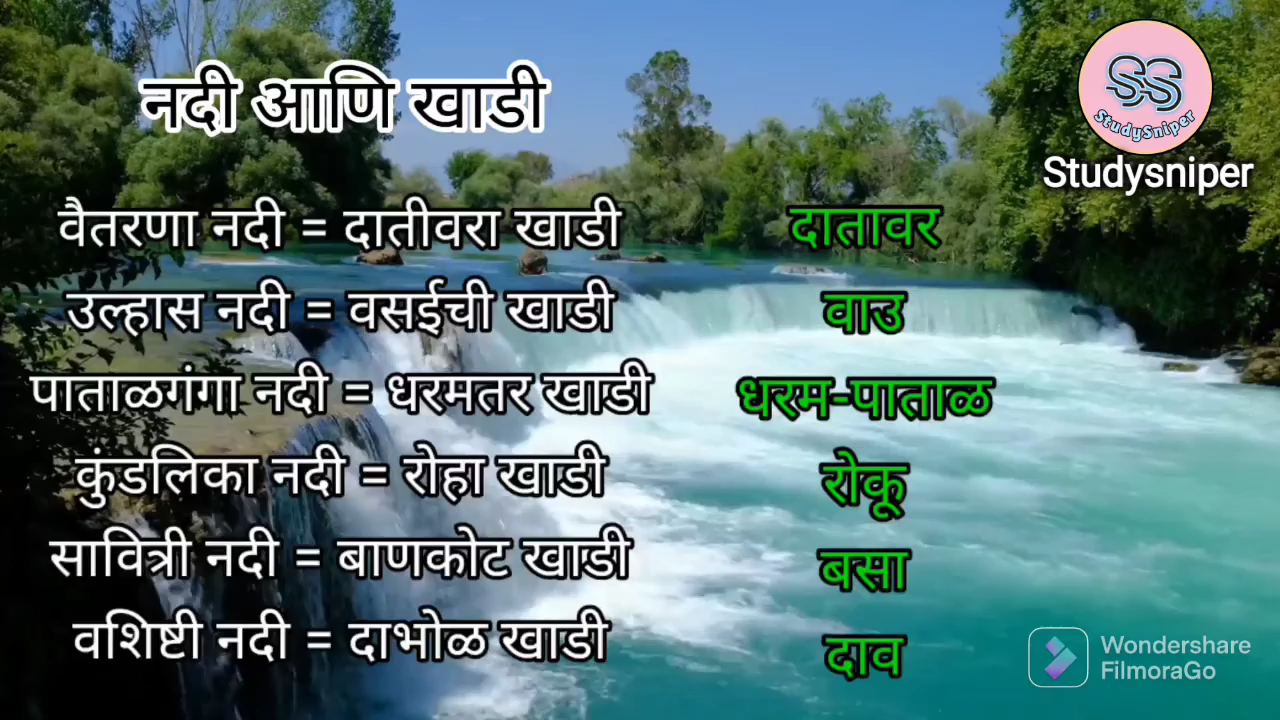 नदी आणि खाडी
SS
StudySniper
Studysniper
वैतरणा नदी = दातीवरा खाडी
दातावर
उल्हास नदी = वसईची खाडी
वाउ
पाताळगंगा नदी = धरमतर खाडी
धरम-पाताळ
कुंडलिका नदी = रोहा खाडी
रोकू
सावित्री नदी = बाणकोट खाडी
बसा
वशिष्टी नदी = दाभोळ खाडी
दाव
Wondershare
FilmoraGo